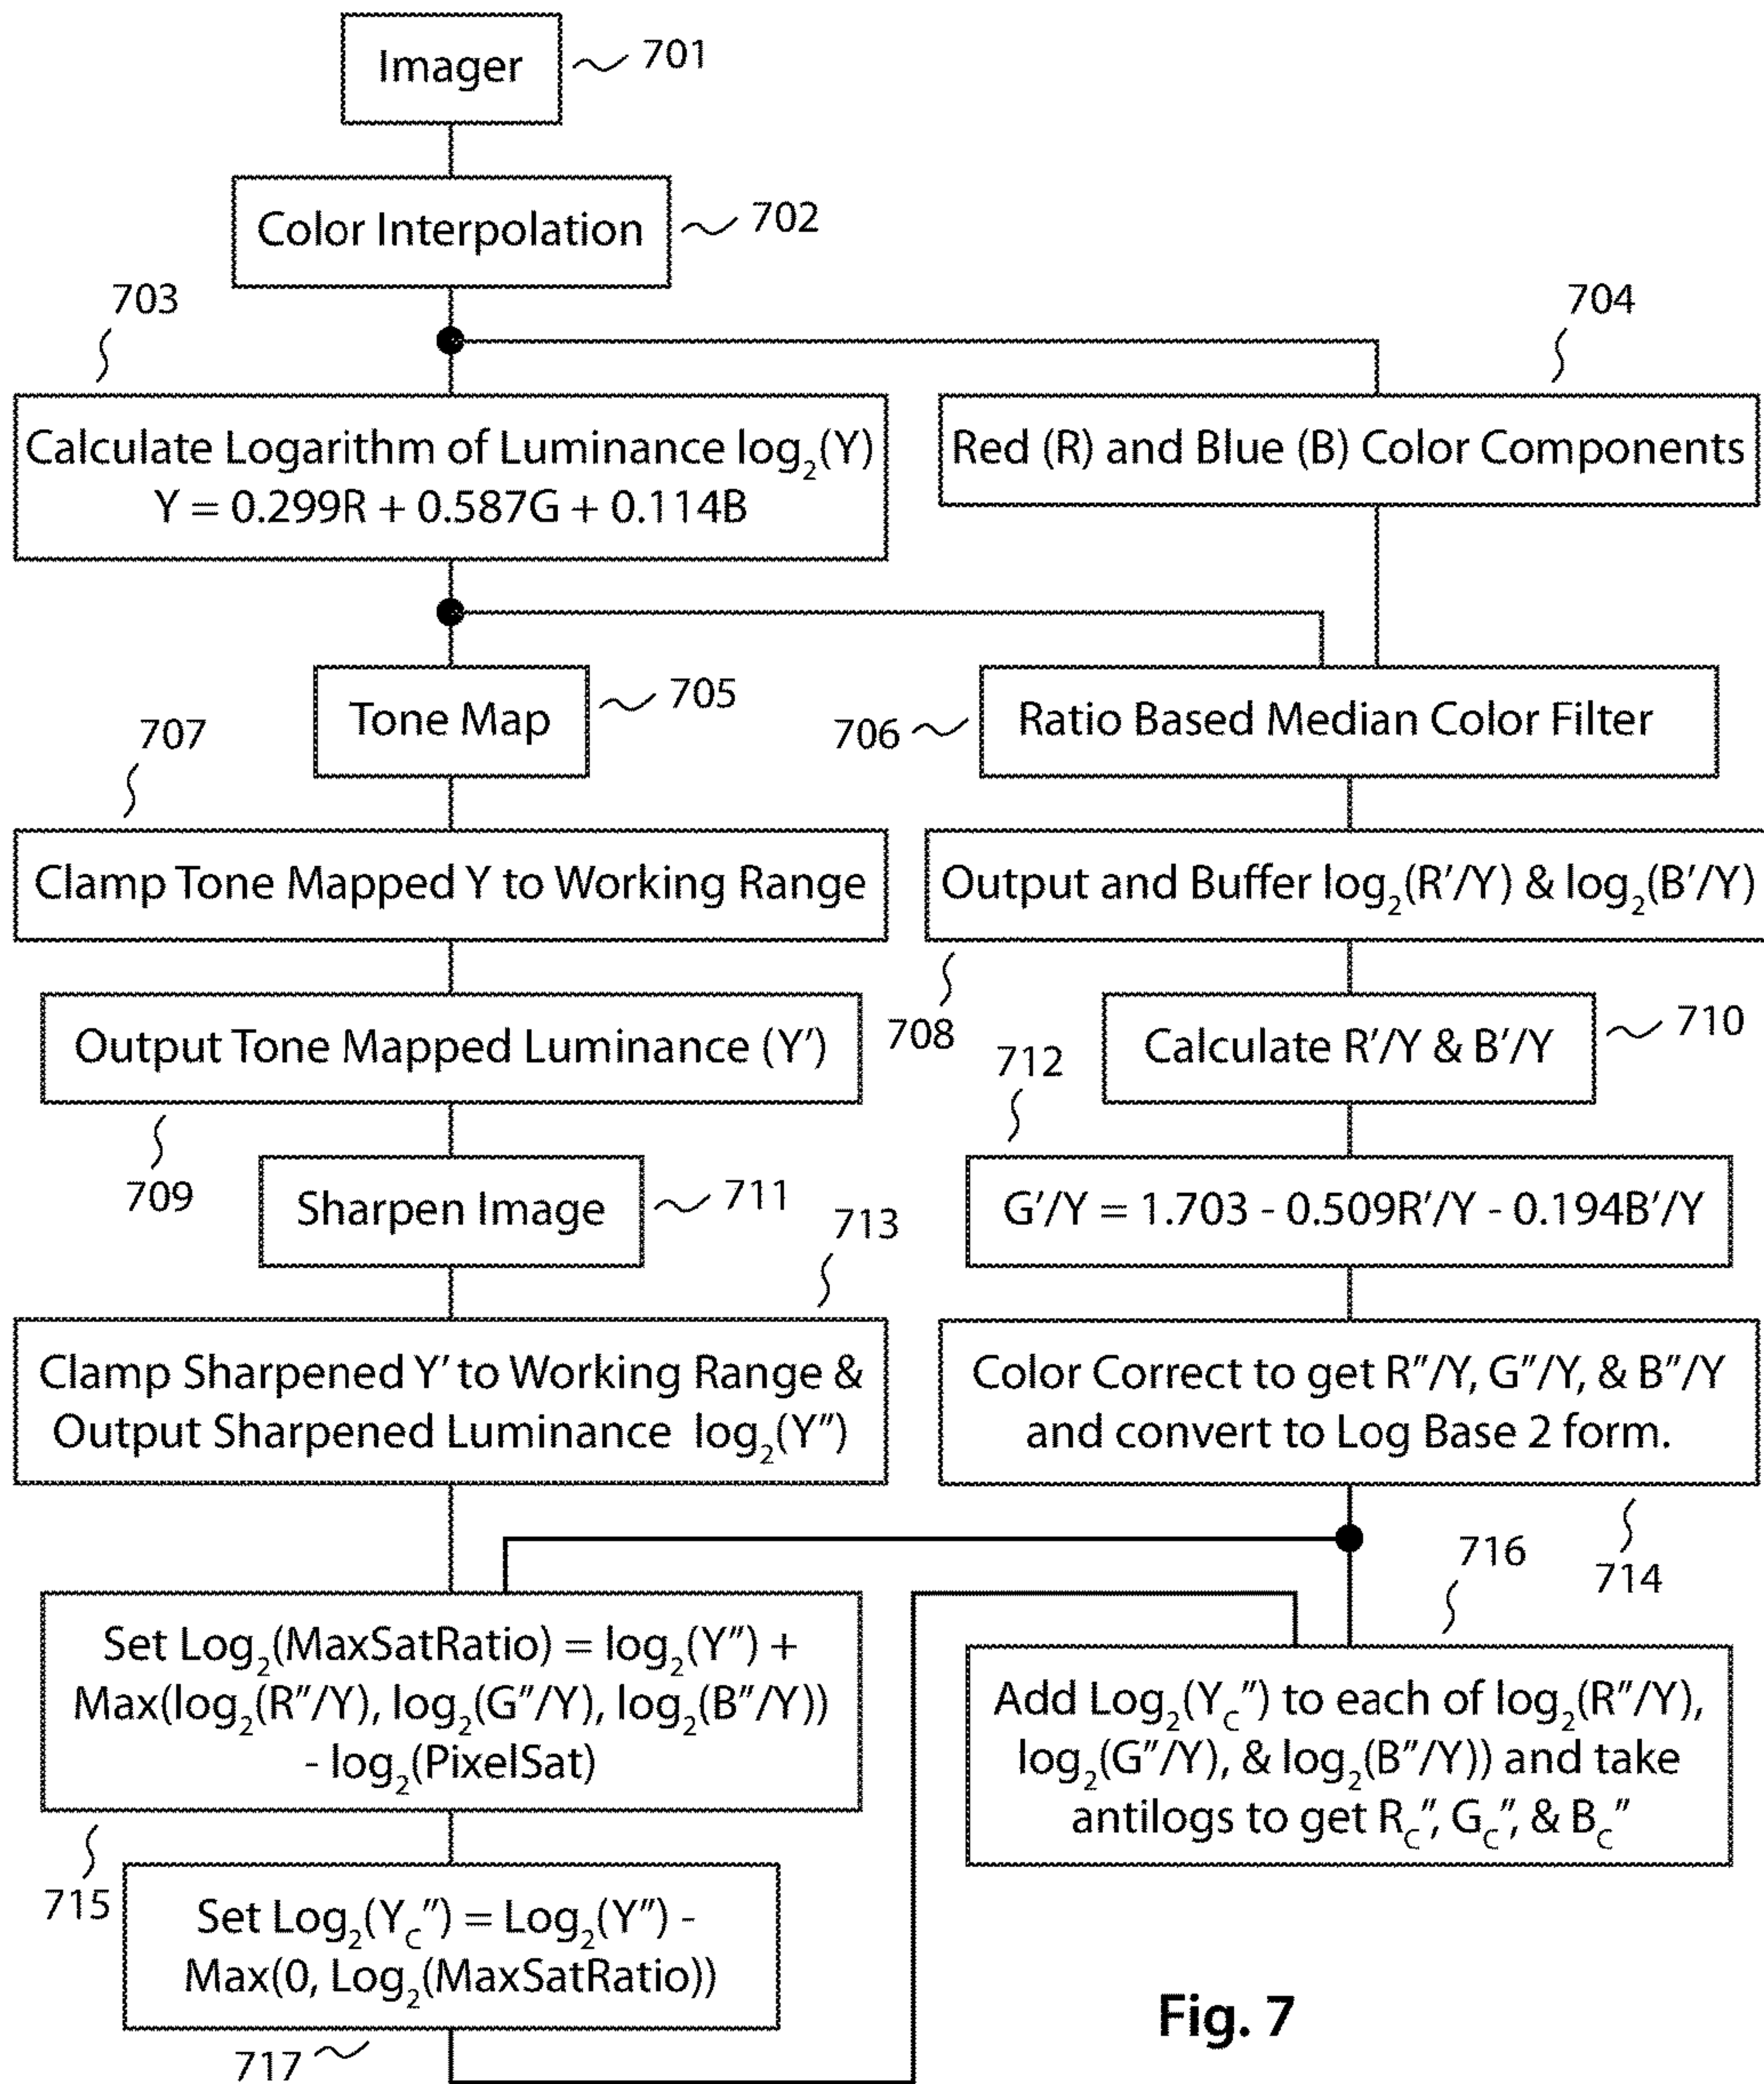 Imager
701
Color Interpolation
702
703
704
Calculate Logarithm of Luminance log₂(Y)
Y = 0.299R + 0.587G + 0.114B
Red (R) and Blue (B) Color Components
Tone Map
705
706
Ratio Based Median Color Filter
707
Clamp Tone Mapped Y to Working Range
Output and Buffer log₂(R'/Y) & log₂(B'/Y)
708
Output Tone Mapped Luminance (Y')
709
Calculate R'/Y & B'/Y
710
712
Sharpen Image
711
G'/Y = 1.703 - 0.509R'/Y - 0.194B'/Y
713
Clamp Sharpened Y' to Working Range &
Output Sharpened Luminance log₂(Y")
Color Correct to get R"/Y, G"/Y, & B"/Y
and convert to Log Base 2 form.
714
716
Set Log₂(MaxSatRatio) = log₂(Y") +
Max(log₂(R"/Y), log₂(G"/Y), log₂(B"/Y))
- log₂(PixelSat)
715
Add Log₂(Y_C") to each of log₂(R"/Y),
log₂(G"/Y), & log₂(B"/Y)) and take
antilogs to get R_C", G_C", & B_C"
Set Log₂(Y_C") = Log₂(Y") -
Max(0, Log₂(MaxSatRatio))
717
Fig. 7